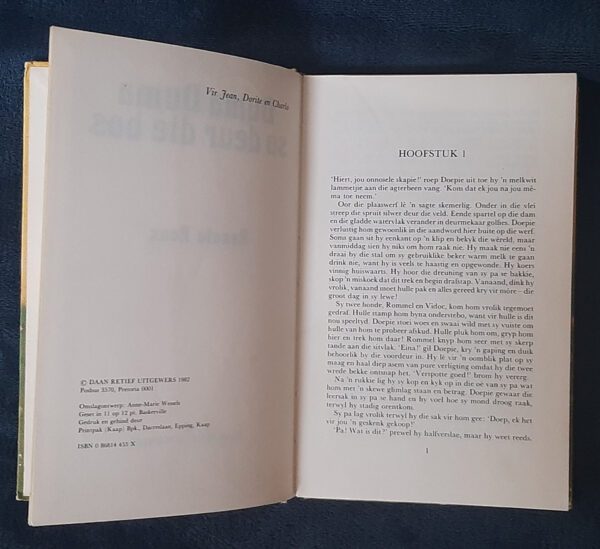 Vir Jean, Dorite en Charle
© DAAN RETIEF UITGEWERS 1982
Posbus 3570, Pretoria 0001
Omslagontwerp: Anne-Marie Wessels
Geset in 11 op 12 pt. Baskerville
Gedruk en gebind deur
Printpak (Kaap) Bpk., Dacreslaan, Epping, Kaap
ISBN 0 86814 455 X
HOOFSTUK 1
'Hiert, jou onnosele skapie!' roep Doepie uit toe hy 'n melkwit
lammetjie aan die agterbeen vang. 'Kom dat ek jou na jou mê-
ma toe neem.'
Oor die plaaswerf lê 'n sagte skemerlig. Onder in die vlei
streep die spruit silwer deur die veld. Eende spartel op die dam
en die gladde watervlak verander in deurmekaar golfies. Doepie
verlustig hom gewoonlik in die aandword hier buite op die werf.
Soms gaan sit hy eenkant op 'n klip en bekyk die wêreld, maar
vanmiddag sien hy niks om hom raak nie. Hy maak nie eens 'n
draai by die stal om sy gebruiklike beker warm melk te gaan
drink nie, want hy is veels te haastig en opgewonde. Hy koers
vinnig huiswaarts. Hy hoor die dreuning van sy pa se bakkie,
skop 'n miskoek dat dit trek en begin drafstap. Vanaand, dink hy
vrolik, vanaand moet hulle pak en alles gereed kry vir môre – die
groot dag in sy lewe!
Sy twee honde, Rommel en Vidoc, kom hom vrolik tegemoet
gedraf. Hulle stamp hom byna onderstebo, want vir hulle is dit
nou speeltyd. Doepie stoei woes en swaai wild met sy vuiste om
hulle van hom te probeer afskud. Hulle pluk hom om, gryp hom
hier en trek hom daar! Rommel knyp hom seer met sy skerp
tande aan die uitvlak. 'Eina!' gil Doepie, kry 'n gaping en duik
behoorlik by die voordeur in. Hy lê vir 'n oomblik plat op sy
maag en haal diep asem van pure verligting omdat hy die twee
wrede bekke ontsnap het. 'Verspotte goed!' brom hy vererg.
Na 'n rukkie lig hy sy kop en kyk op in die oë van sy pa wat
hom met 'n skewe glimlag staan en betrag. Doepie gewaar die
leersak in sy pa se hand en hy voel hoe sy mond droog raak,
terwyl hy stadig orentkom.
Sy pa lag vrolik terwyl hy die sak vir hom gee: 'Doep, ek het
vir jou 'n geskenk gekoop!'
'Pa! Wat is dit?' prewel hy halfverslae, maar hy weet reeds.
1